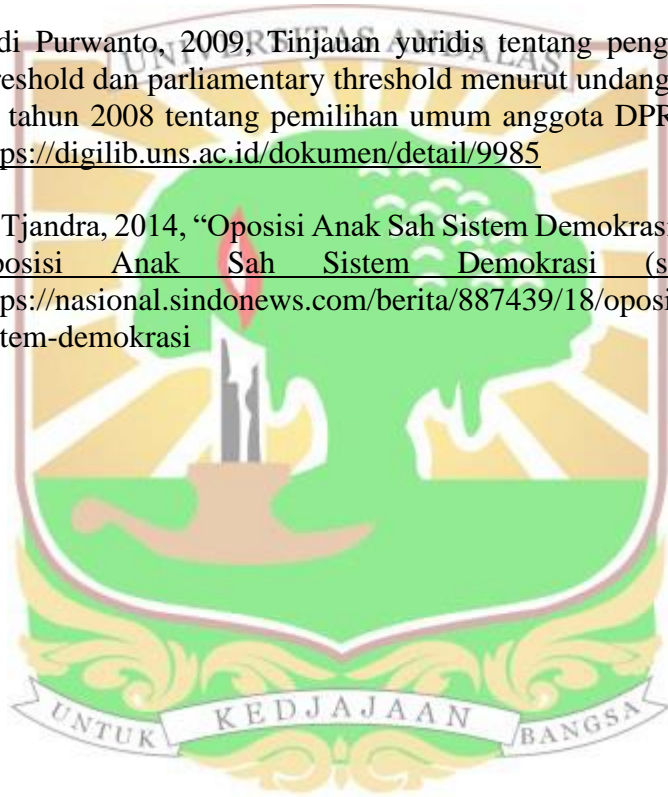 di Purwanto, 2009, Tinjauan yuridis tentang peng
UNIVERSITAS ANDALAS
reshold dan parliamentary threshold menurut undang
tahun 2008 tentang pemilihan umum anggota DPR
ps://digilib.uns.ac.id/dokumen/detail/9985
Tjandra, 2014, “Oposisi Anak Sah Sistem Demokrasi
posisi Anak Sah Sistem Demokrasi (s
ps://nasional.sindonews.com/berita/887439/18/oposi
tem-demokrasi
UNTUK KEDJAJAAN BANGSA